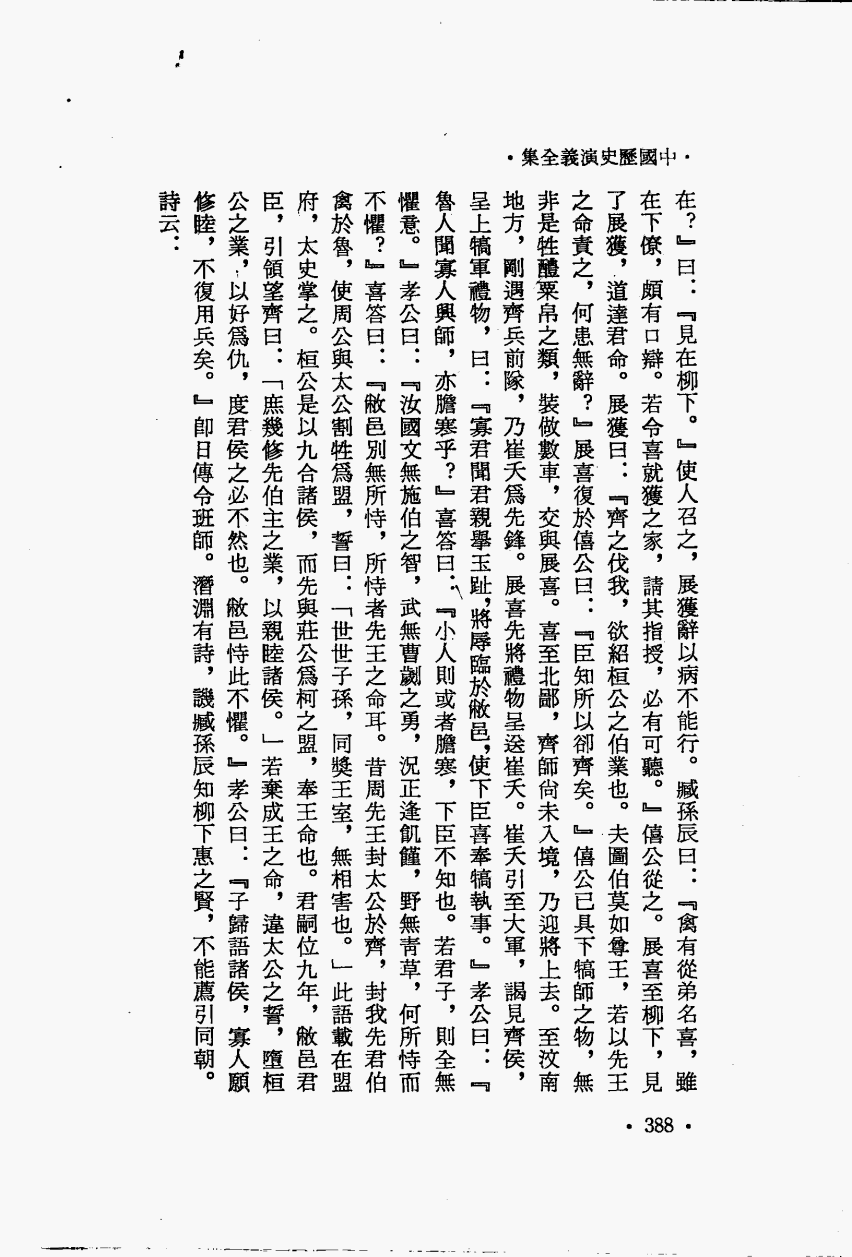 ·中國歷史演義全集·
在？』曰：『見在柳下。』使人召之，展獲辭以病不能行。臧孫辰曰：『禽有從弟名喜，雖
在下僚，頗有口辯。若令喜就獲之家，請其指授，必有可聽。』僖公從之。展喜至柳下，見
了展獲，道達君命。展獲曰：『齊之伐我，欲紹桓公之伯業也。夫圖伯莫如尊王，若以先王
之命責之，何患無辭？』展喜復於僖公曰：『臣知所以卻齊矣。』僖公已具下犒師之物，無
非是牲醴粟帛之類，裝做數車，交與展喜。喜至北鄙，齊師尙未入境，乃迎將上去。至汶南
地方，剛遇齊兵前隊，乃崔夭爲先鋒。展喜先將禮物呈送崔夭。崔夭引至大軍，謁見齊侯，
呈上犒軍禮物，曰：『寡君聞君親舉玉趾，將辱臨於敝邑，使下臣喜奉犒執事。』孝公曰：『
魯人聞寡人興師，亦膽寒乎？』喜答曰：『小人則或者膽寒，下臣不知也。若君子，則全無
懼意。』孝公曰：『汝國文無施伯之智，武無曹劌之勇，況正逢飢饉，野無靑草，何所恃而
不懼？』喜答曰：『敝邑別無所恃，所恃者先王之命耳。昔周先王封太公於齊，封我先君伯
禽於魯，使周公與太公割牲爲盟，誓曰：「世世子孫，同獎王室，無相害也。」此語載在盟
府，太史掌之。桓公是以九合諸侯，而先與莊公爲柯之盟，奉王命也。君嗣位九年，敝邑君
臣，引領望齊曰：「庶幾修先伯主之業，以親睦諸侯。」若棄成王之命，違太公之誓，墮桓
公之業，以好爲仇，度君侯之必不然也。敝邑恃此不懼。』孝公曰：『子歸語諸侯，寡人願
修睦，不復用兵矣。』卽日傳令班師。潛淵有詩，譏臧孫辰知柳下惠之賢，不能薦引同朝。
詩云：
·388·